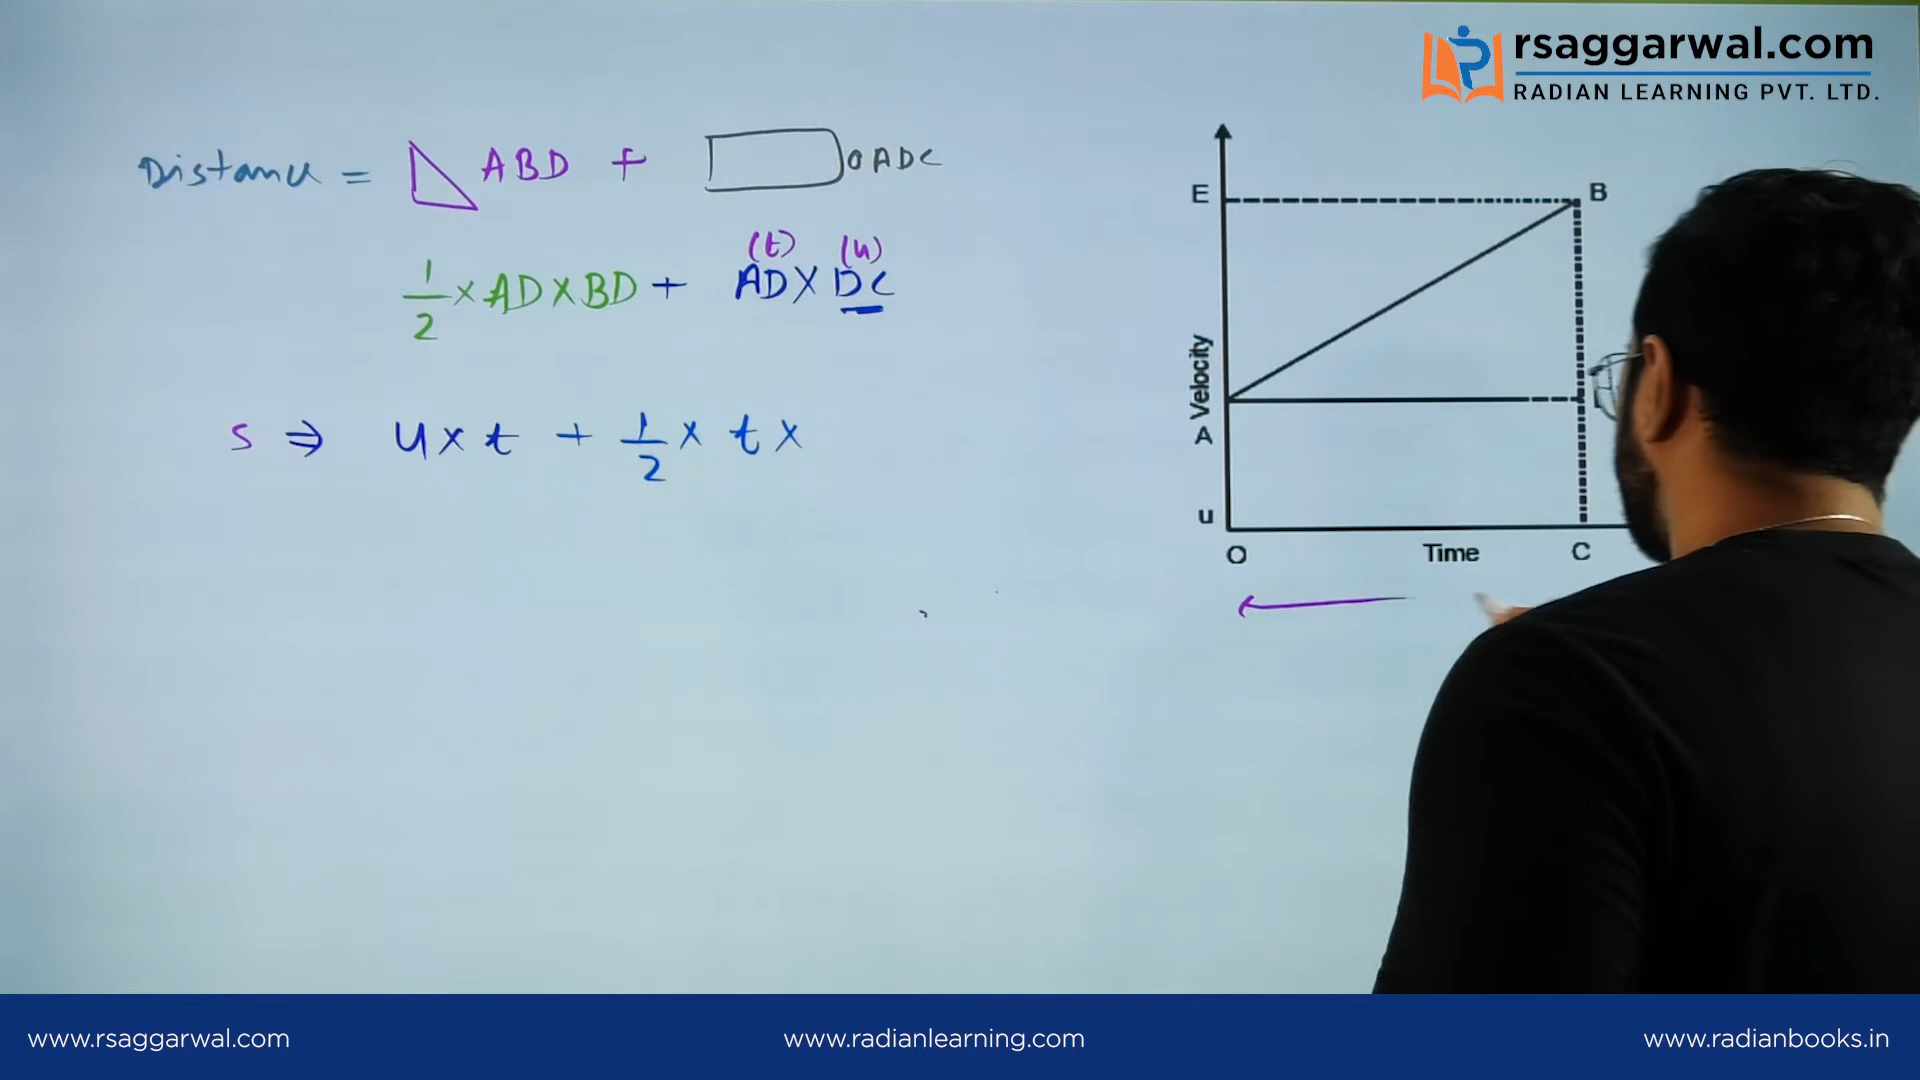 rsaggarwal.com
RADIAN LEARNING PVT. LTD.
Distance = ABD + OADC
(t) (u)
1/2 × AD × BD + AD × DC
S ⇒ u × t + 1/2 × t ×
E
B
Velocity
A
u
O
Time
C
www.rsaggarwal.com
www.radianlearning.com
www.radianbooks.in